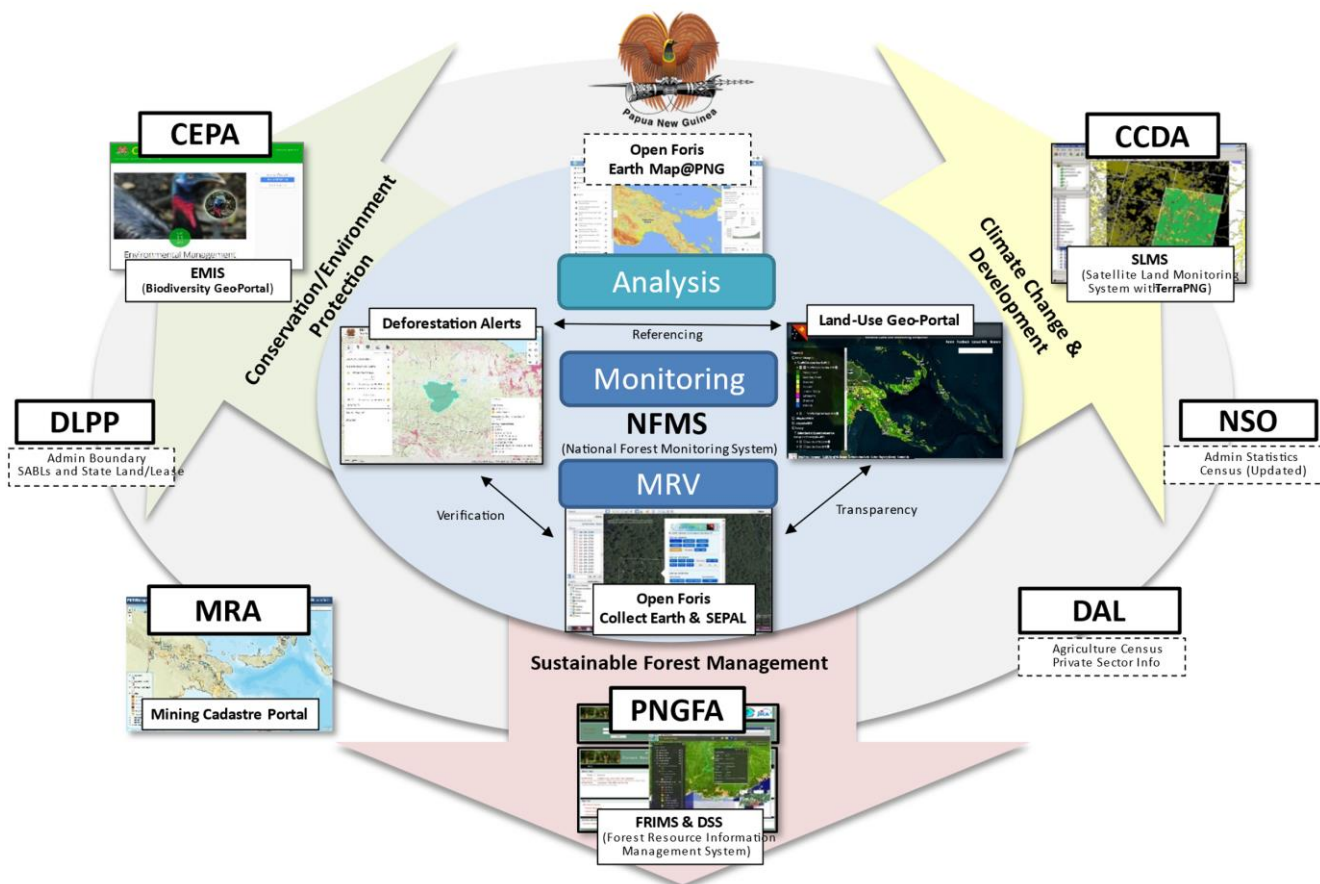 Papua New Guinea
Open Foris
Earth Map@PNG
CEPA
Environmental Management
EMIS
(Biodiversity Geo-Portal)
Conservation/Environment
Protection
CCDA
SLMS
(Satellite Land Monitoring
System with TerraPNG)
Climate Change &
Development
Analysis
Deforestation Alerts
Referencing
Land-Use Geo-Portal
Monitoring
NFMS
(National Forest Monitoring System)
MRV
Verification
Transparency
Open Foris
Collect Earth & SEPAL
DLPP
Admin Boundary
SABLs and State Land/Lease
NSO
Admin Statistics
Census (Updated)
MRA
Mining Cadastre Portal
DAL
Agriculture Census
Private Sector Info
Sustainable Forest Management
PNGFA
FRIMS & DSS
(Forest Resource Information
Management System)